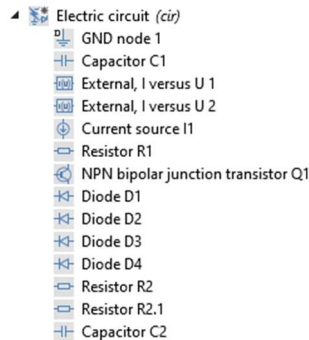 Electric circuit (cir)
GND node 1
Capacitor C1
External, I versus U 1
External, I versus U 2
Current source I1
Resistor R1
NPN bipolar junction transistor Q1
Diode D1
Diode D2
Diode D3
Diode D4
Resistor R2
Resistor R2.1
Capacitor C2